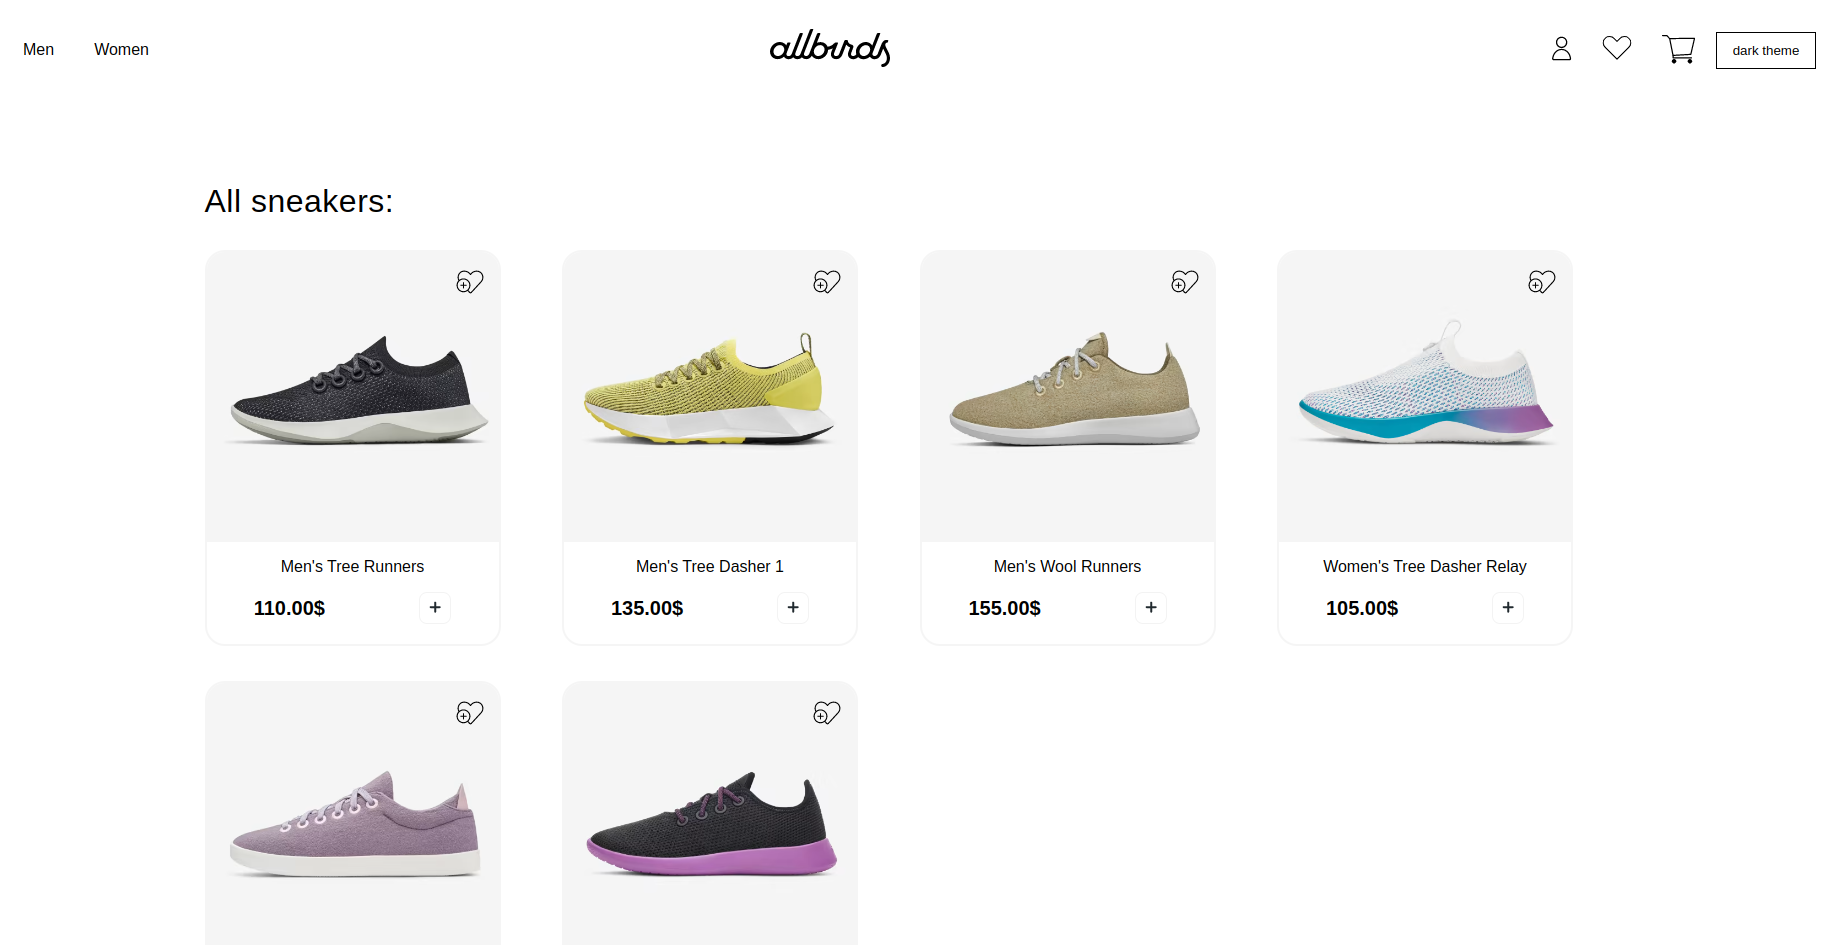 Men Women allbirds dark theme
All sneakers:
Men's Tree Runners
110.00$ +
Men's Tree Dasher 1
135.00$ +
Men's Wool Runners
155.00$ +
Women's Tree Dasher Relay
105.00$ +